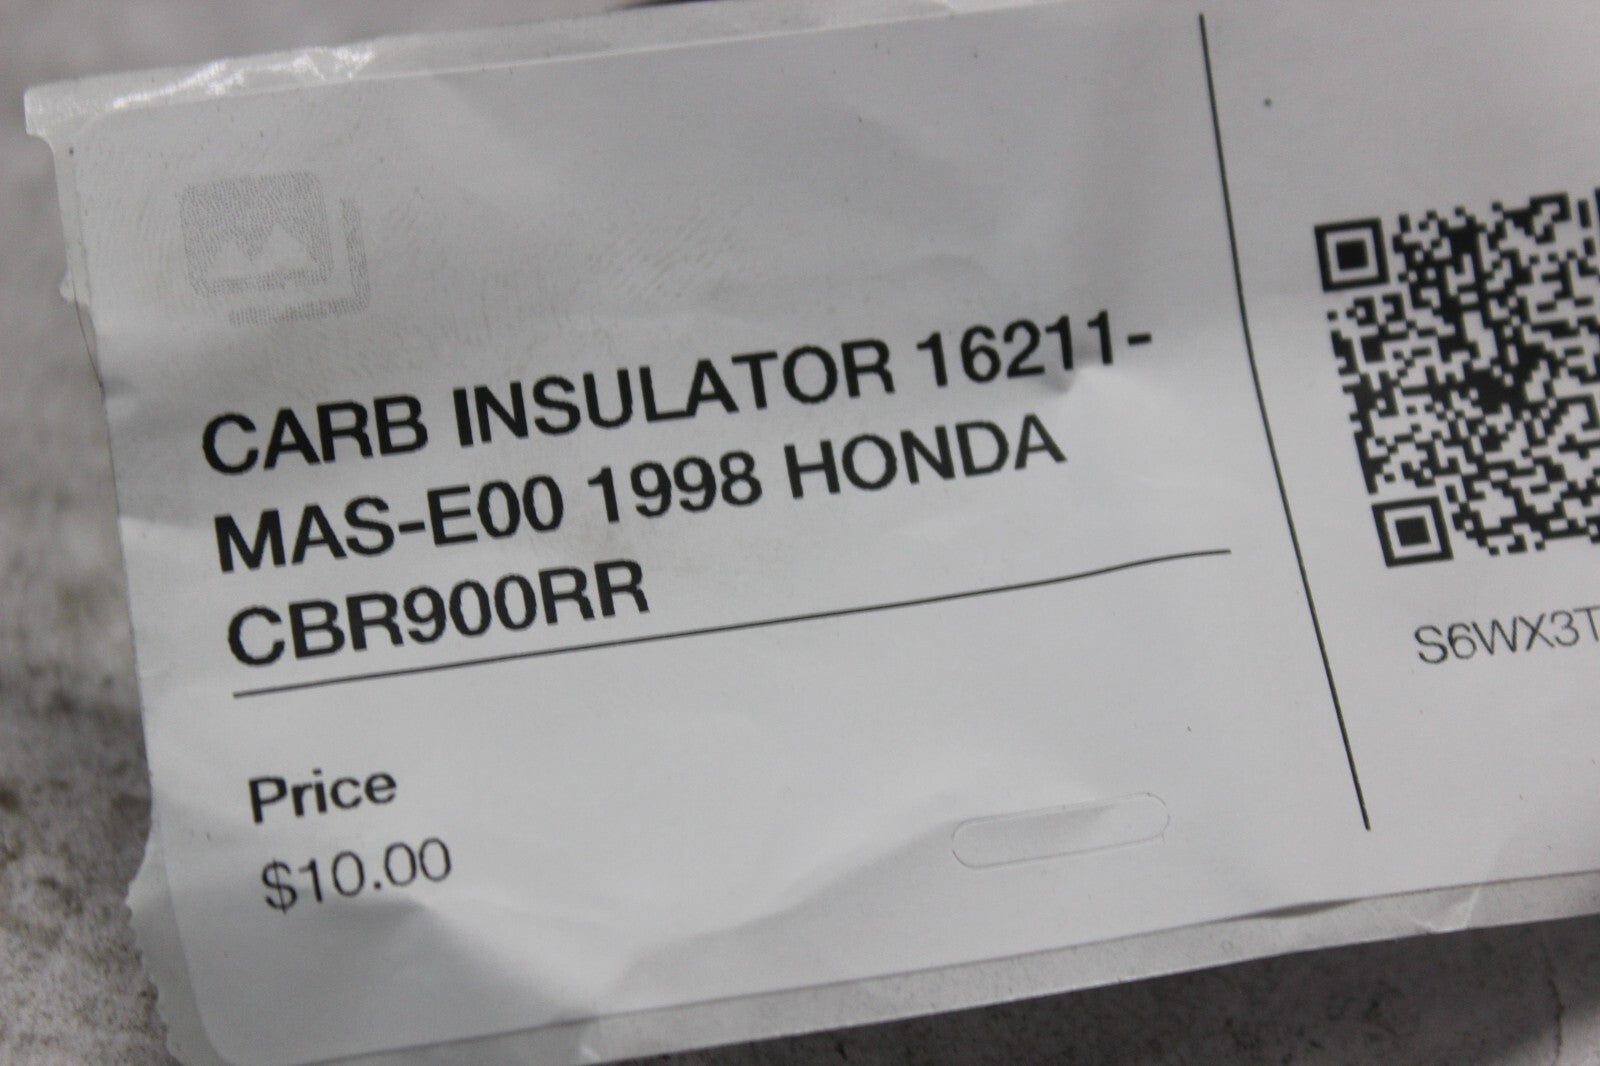 CARB INSULATOR 16211-
MAS-E00 1998 HONDA
CBR900RR
Price
$10.00
S6WX3T